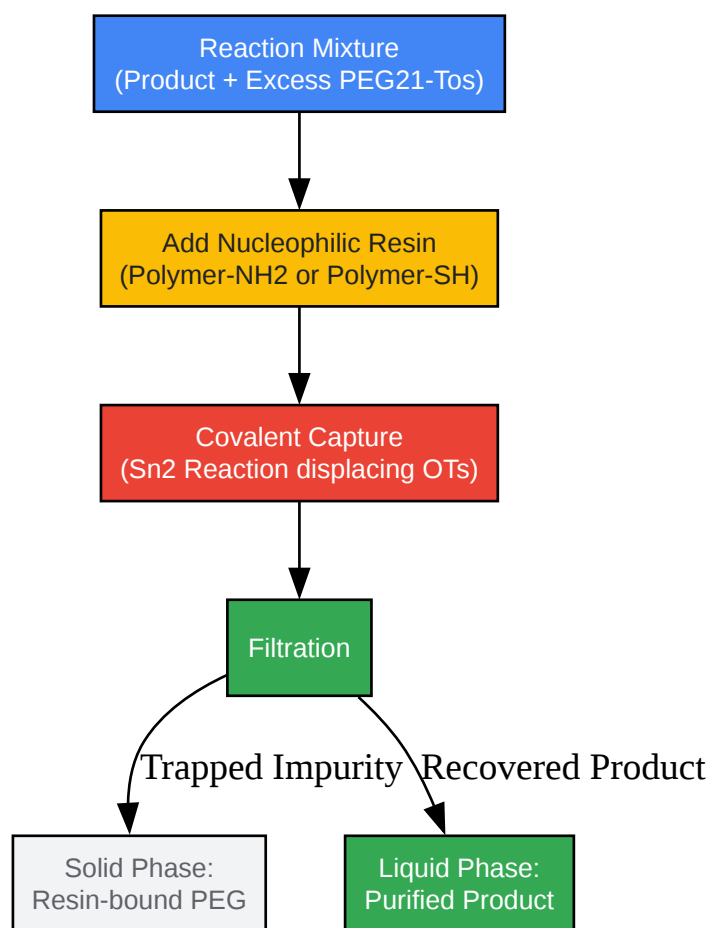 Reaction Mixture
(Product + Excess PEG21-Tos)
Add Nucleophilic Resin
(Polymer-NH2 or Polymer-SH)
Covalent Capture
(Sn2 Reaction displacing OTs)
Filtration
Trapped Impurity
Recovered Product
Solid Phase:
Resin-bound PEG
Liquid Phase:
Purified Product